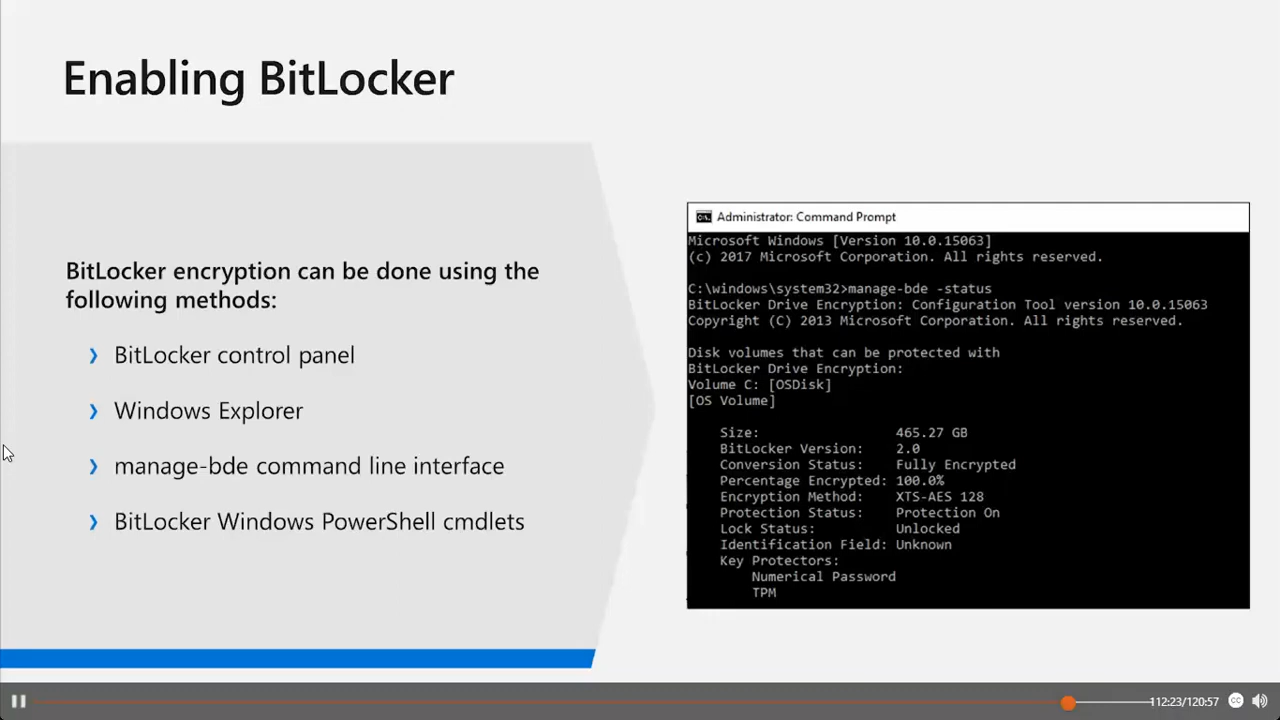 Enabling BitLocker
BitLocker encryption can be done using the
following methods:
❯ BitLocker control panel
❯ Windows Explorer
❯ manage-bde command line interface
❯ BitLocker Windows PowerShell cmdlets
Administrator: Command Prompt
Microsoft Windows [Version 10.0.15063]
(c) 2017 Microsoft Corporation. All rights reserved.
C:\windows\system32>manage-bde -status
BitLocker Drive Encryption: Configuration Tool version 10.0.15063
Copyright (C) 2013 Microsoft Corporation. All rights reserved.
Disk volumes that can be protected with
BitLocker Drive Encryption:
Volume C: [OSDisk]
[OS Volume]
Size: 465.27 GB
BitLocker Version: 2.0
Conversion Status: Fully Encrypted
Percentage Encrypted: 100.0%
Encryption Method: XTS-AES 128
Protection Status: Protection On
Lock Status: Unlocked
Identification Field: Unknown
Key Protectors:
Numerical Password
TPM
112:23/120:57 CC